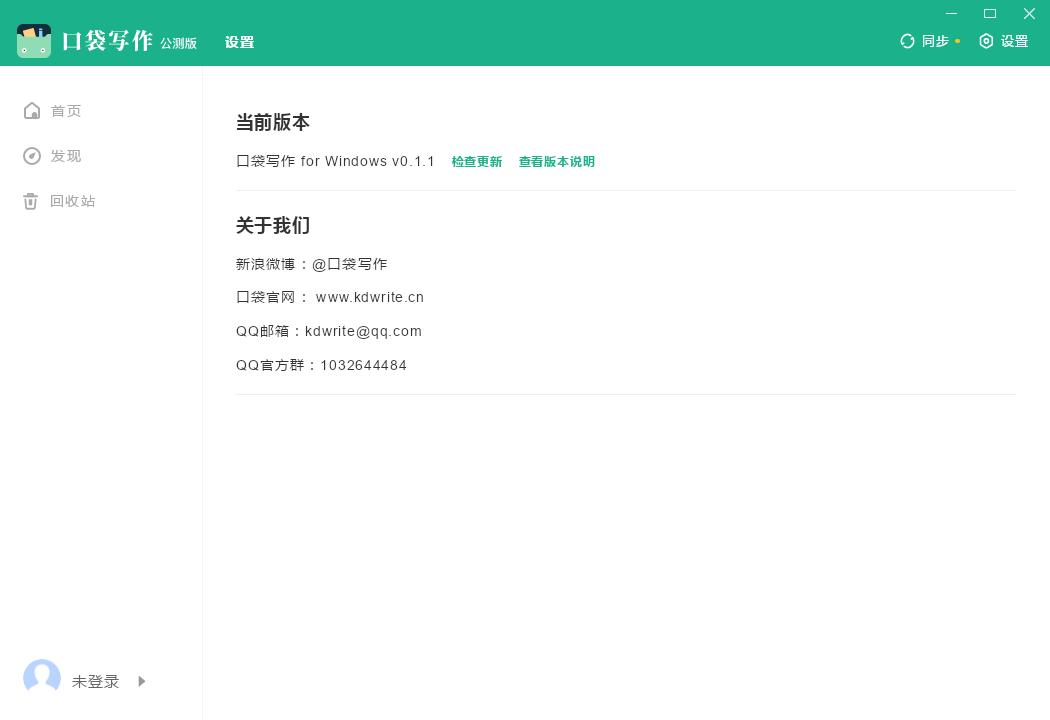 口袋写作 公测版 设置
同步 设置
首页
发现
回收站
当前版本
口袋写作 for Windows v0.1.1 检查更新 查看版本说明
关于我们
新浪微博：@口袋写作
口袋官网： www.kdwrite.cn
QQ邮箱：kdwrite@qq.com
QQ官方群：1032644484
未登录